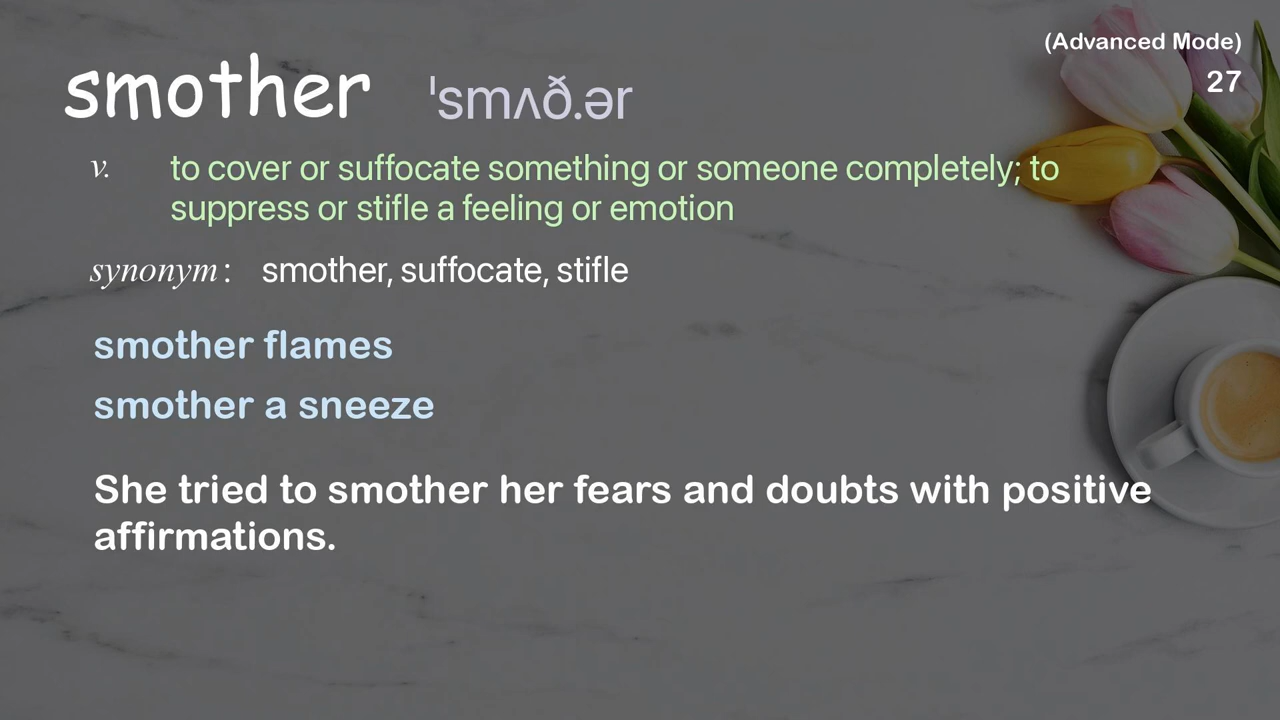 (Advanced Mode)
27
smother ˈsmʌð.ər
v. to cover or suffocate something or someone completely; to
suppress or stifle a feeling or emotion
synonym: smother, suffocate, stifle
smother flames
smother a sneeze
She tried to smother her fears and doubts with positive
affirmations.